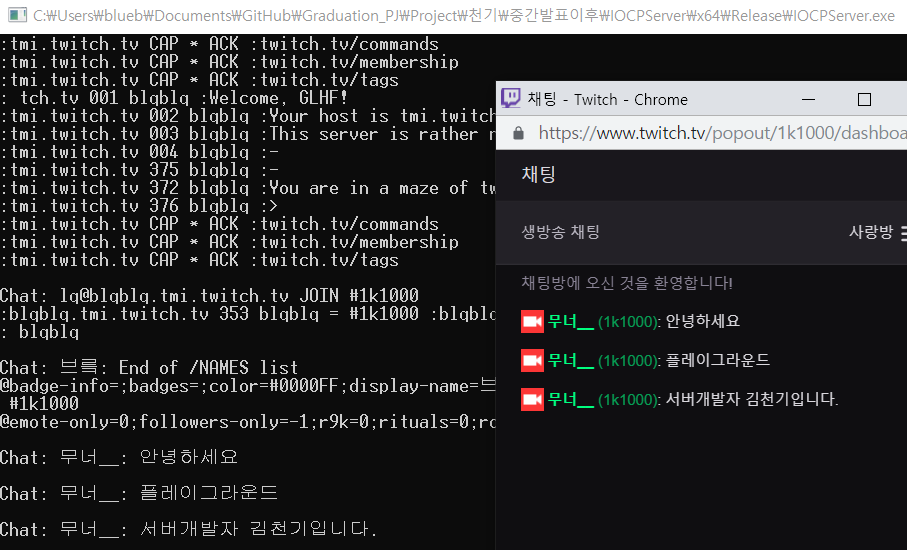 C:₩Users₩blueb₩Documents₩GitHub₩Graduation_PJ₩Project₩천기₩중간발표이후₩IOCPServer₩x64₩Release₩IOCPServer.exe
:tmi.twitch.tv CAP * ACK :twitch.tv/commands
:tmi.twitch.tv CAP * ACK :twitch.tv/membership
:tmi.twitch.tv CAP * ACK :twitch.tv/tags
: tch.tv 001 blqblq :Welcome, GLHF!
:tmi.twitch.tv 002 blqblq :Your host is tmi.twitch
:tmi.twitch.tv 003 blqblq :This server is rather
:tmi.twitch.tv 004 blqblq :-
:tmi.twitch.tv 375 blqblq :-
:tmi.twitch.tv 372 blqblq :You are in a maze of tw
:tmi.twitch.tv 376 blqblq :>
:tmi.twitch.tv CAP * ACK :twitch.tv/commands
:tmi.twitch.tv CAP * ACK :twitch.tv/membership
:tmi.twitch.tv CAP * ACK :twitch.tv/tags
Chat: lq@blqblq.tmi.twitch.tv JOIN #1k1000
:blqblq.tmi.twitch.tv 353 blqblq = #1k1000 :blqblq
: blqblq
Chat: 브륵: End of /NAMES list
@badge-info=;badges=;color=#0000FF;display-name=브
#1k1000
@emote-only=0;followers-only=-1;r9k=0;rituals=0;ro
Chat: 무너__: 안녕하세요
Chat: 무너__: 플레이그라운드
Chat: 무너__: 서버개발자 김천기입니다.
채팅 - Twitch - Chrome
https://www.twitch.tv/popout/1k1000/dashboa
채팅
생방송 채팅
사랑방
채팅방에 오신 것을 환영합니다!
무너__ (1k1000): 안녕하세요
무너__ (1k1000): 플레이그라운드
무너__ (1k1000): 서버개발자 김천기입니다.